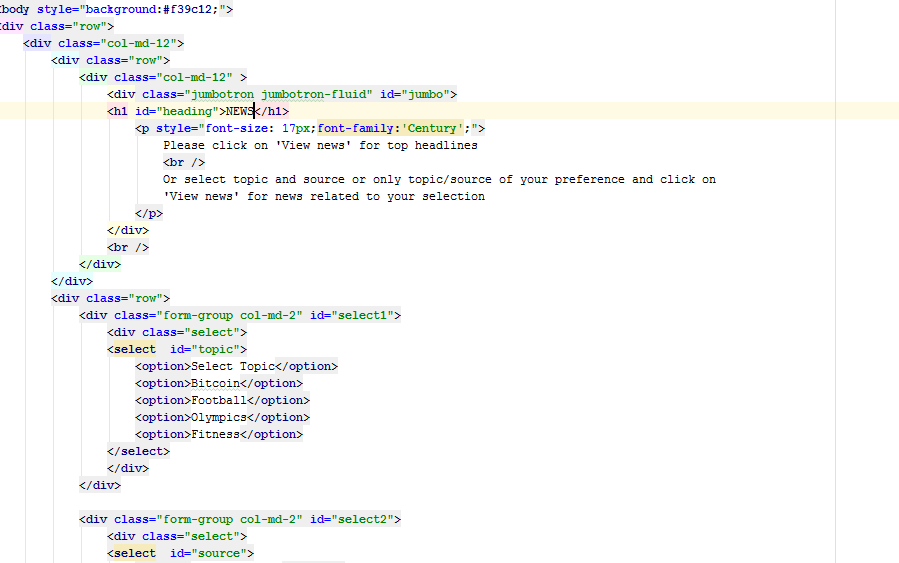 body style="background:#f39c12;">
div class="row">
<div class="col-md-12">
<div class="row">
<div class="col-md-12" >
<div class="jumbotron jumbotron-fluid" id="jumbo">
<h1 id="heading">NEWS</h1>
<p style="font-size: 17px;font-family:'Century';">
Please click on 'View news' for top headlines
<br />
Or select topic and source or only topic/source of your preference and click on
'View news' for news related to your selection
</p>
</div>
<br />
</div>
</div>
<div class="row">
<div class="form-group col-md-2" id="select1">
<div class="select">
<select  id="topic">
<option>Select Topic</option>
<option>Bitcoin</option>
<option>Football</option>
<option>Olympics</option>
<option>Fitness</option>
</select>
</div>
</div>
<div class="form-group col-md-2" id="select2">
<div class="select">
<select  id="source">